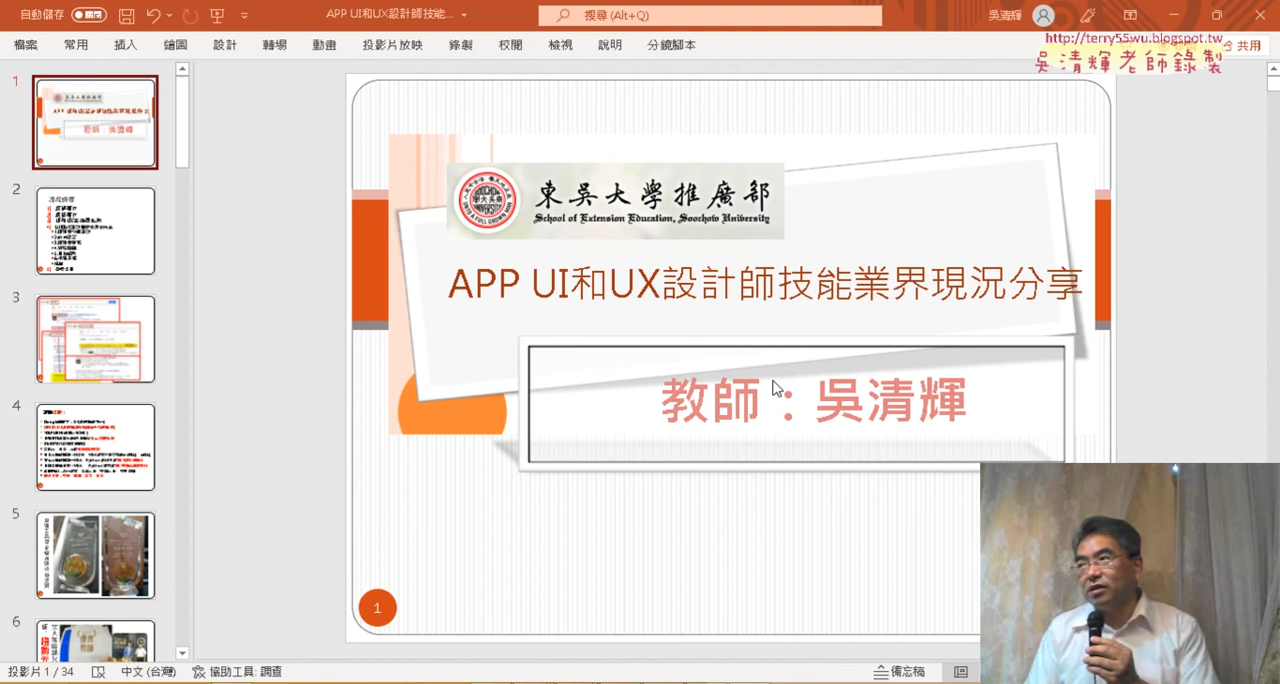 自動儲存
APP UI和UX設計師技能...
搜尋 (Alt+Q)
吳清輝
檔案 常用 插入 繪圖 設計 轉場 動畫 投影片放映 錄製 校閱 檢視 說明 分鏡腳本
共用
http://terry55wu.blogspot.tw
吳清輝老師錄製
東吳大學推廣部
School of Extension Education, Soochow University
APP UI和UX設計師技能業界現況分享
教師：吳清輝
1
1
2
3
4
5
6
投影片 1 / 34 中文 (台灣) 協助工具: 調查 備忘稿